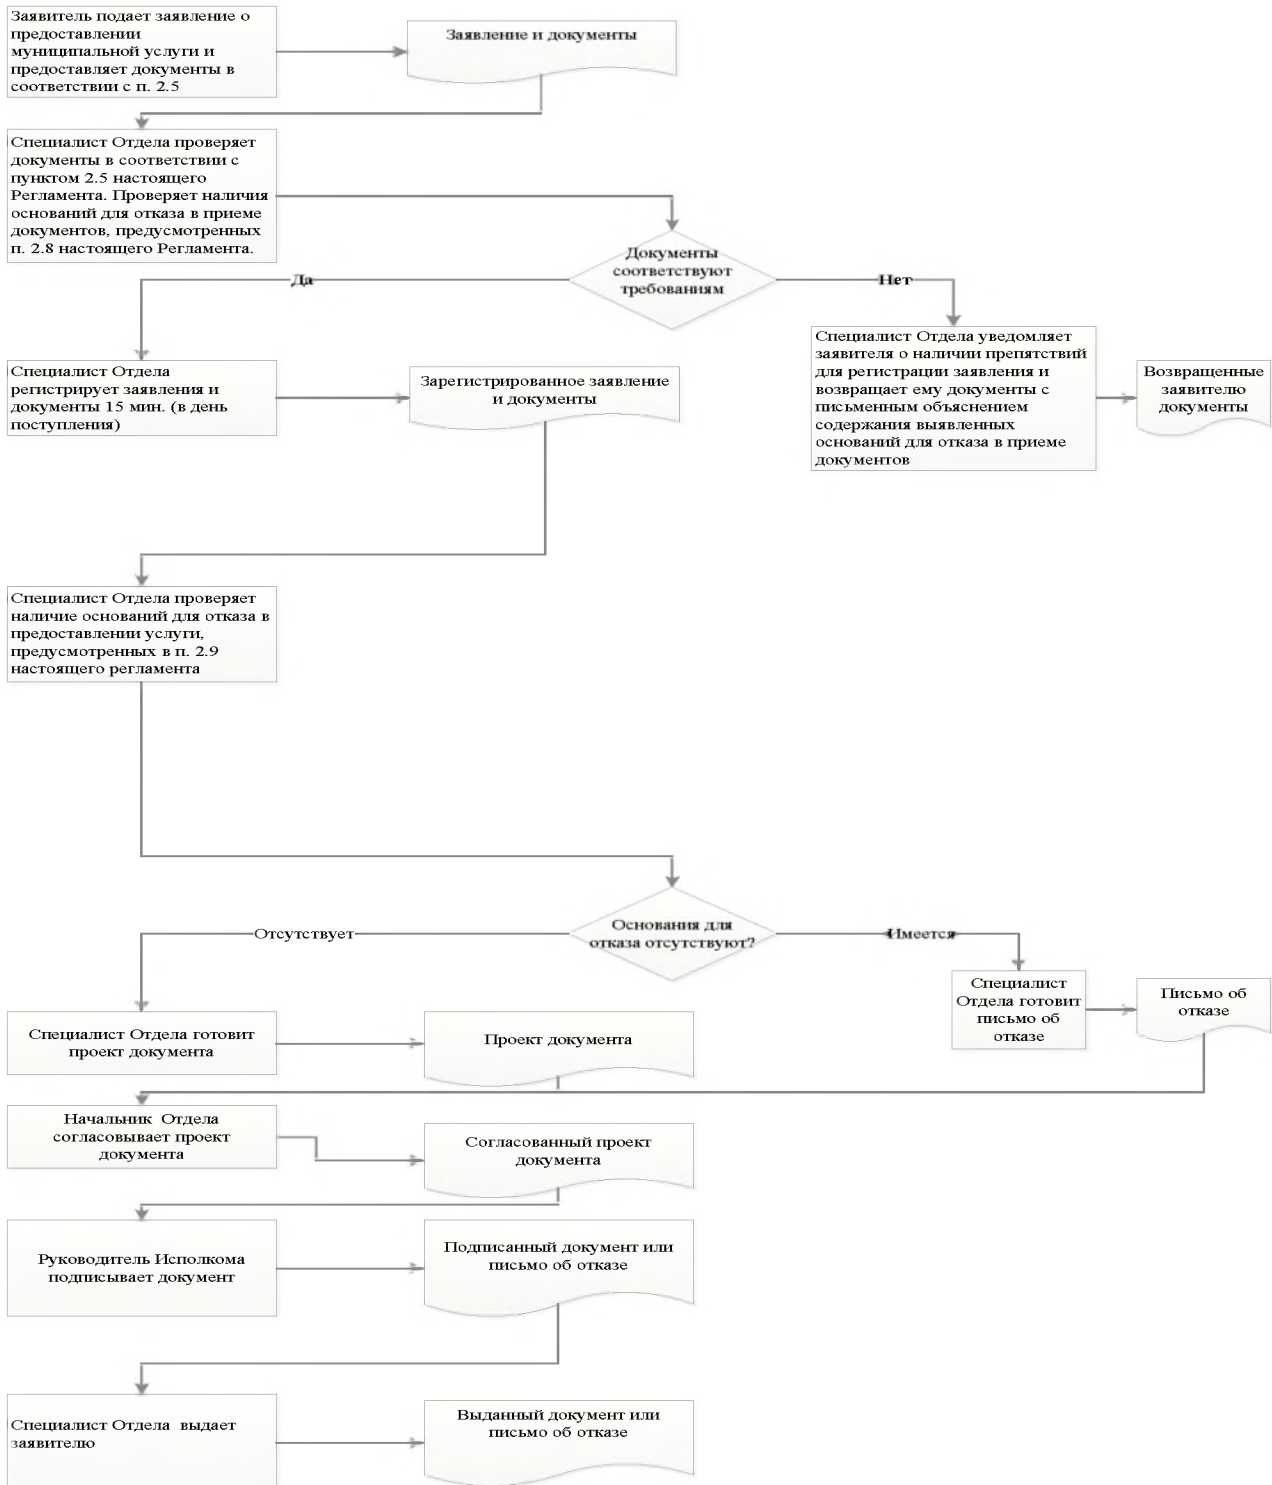 Заявитель подает заявление о
предоставлении
муниципальной услуги и
предоставляет документы в
соответствии с п. 2.5
Заявление и документы
Специалист Отдела проверяет
документы в соответствии с
пунктом 2.5 настоящего
Регламента. Проверяет наличия
оснований для отказа в приеме
документов, предусмотренных
п. 2.8 настоящего Регламента.
Документы
соответствуют
требованиям
Да
Нет
Специалист Отдела
регистрирует заявления и
документы 15 мин. (в день
поступления)
Зарегистрированное заявление
и документы
Специалист Отдела уведомляет
заявителя о наличии препятствий
для регистрации заявления и
возвращает ему документы с
письменным объяснением
содержания выявленных
оснований для отказа в приеме
документов
Возвращенные
заявителю
документы
Специалист Отдела проверяет
наличие оснований для отказа в
предоставлении услуги,
предусмотренных в п. 2.9
настоящего регламента
Основания для
отказа отсутствуют?
Отсутствует
Имеется
Специалист Отдела готовит
проект документа
Проект документа
Специалист
Отдела готовит
письмо об
отказе
Письмо об
отказе
Начальник Отдела
согласовывает проект
документа
Согласованный проект
документа
Руководитель Исполкома
подписывает документ
Подписанный документ или
письмо об отказе
Специалист Отдела выдает
заявителю
Выданный документ или
письмо об отказе